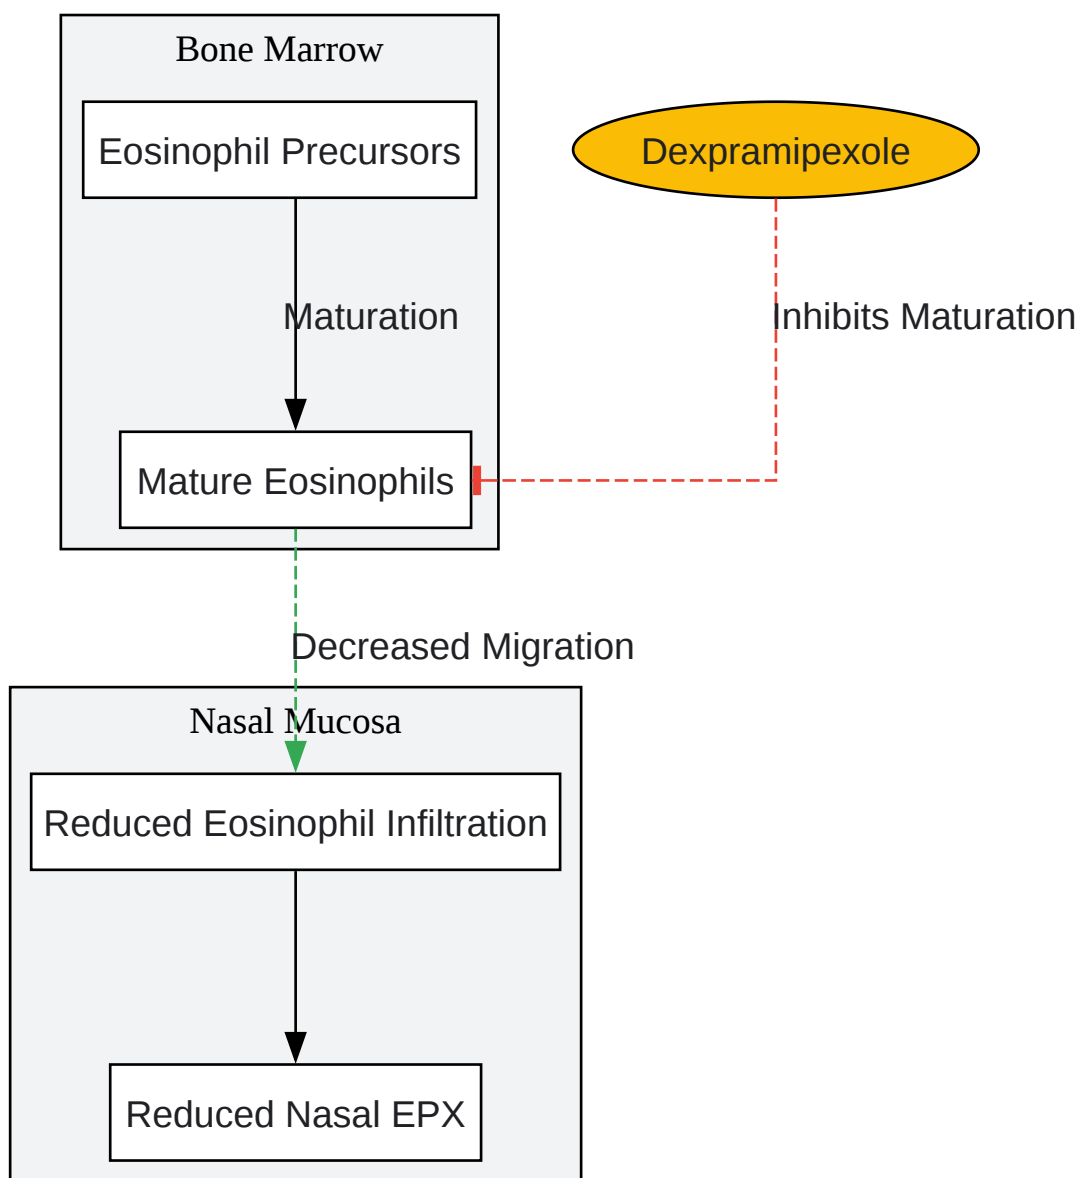 Bone Marrow
Eosinophil Precursors
Dexpramipexole
Maturation
Inhibits Maturation
Mature Eosinophils
Decreased Migration
Nasal Mucosa
Reduced Eosinophil Infiltration
Reduced Nasal EPX